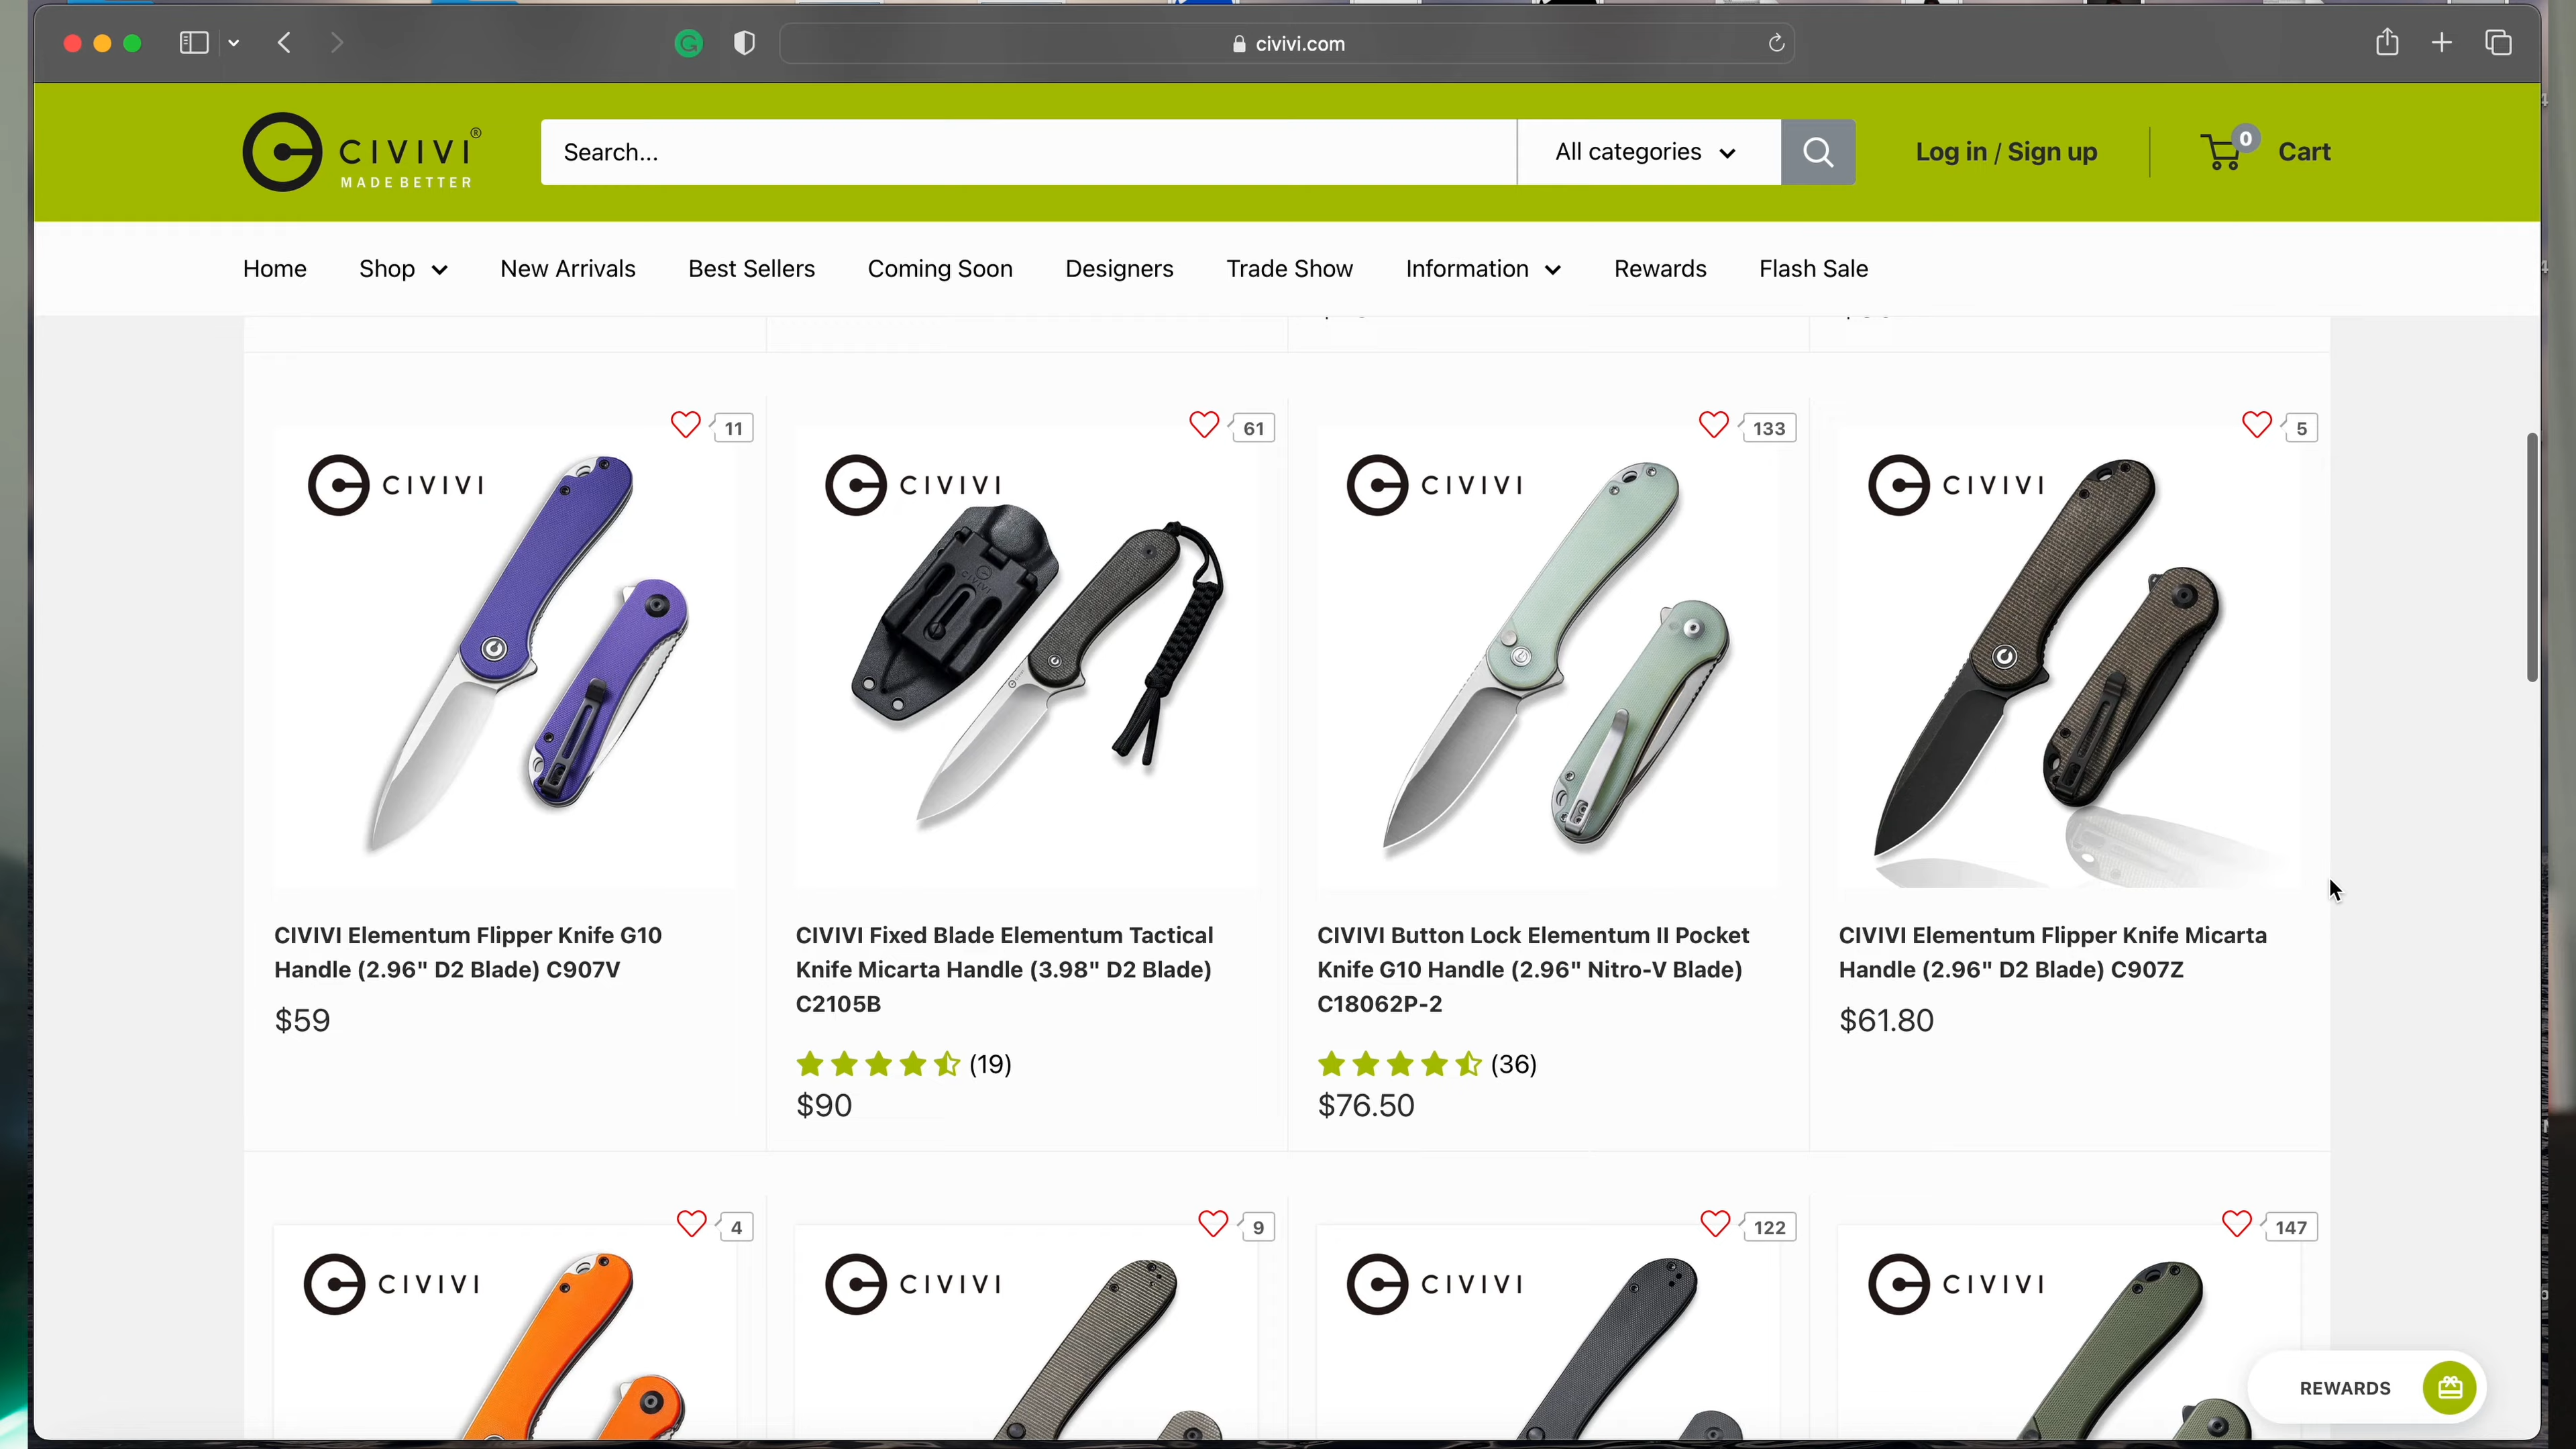 civivi.com
CIVIVI®
MADE BETTER
Search...
All categories
Log in / Sign up
0
Cart
Home
Shop
New Arrivals
Best Sellers
Coming Soon
Designers
Trade Show
Information
Rewards
Flash Sale
11
61
133
5
CIVIVI
CIVIVI
CIVIVI
CIVIVI
CIVIVI Elementum Flipper Knife G10
Handle (2.96" D2 Blade) C907V
$59
CIVIVI Fixed Blade Elementum Tactical
Knife Micarta Handle (3.98" D2 Blade)
C2105B
(19)
$90
CIVIVI Button Lock Elementum II Pocket
Knife G10 Handle (2.96" Nitro-V Blade)
C18062P-2
(36)
$76.50
CIVIVI Elementum Flipper Knife Micarta
Handle (2.96" D2 Blade) C907Z
$61.80
4
9
122
147
CIVIVI
CIVIVI
CIVIVI
CIVIVI
REWARDS